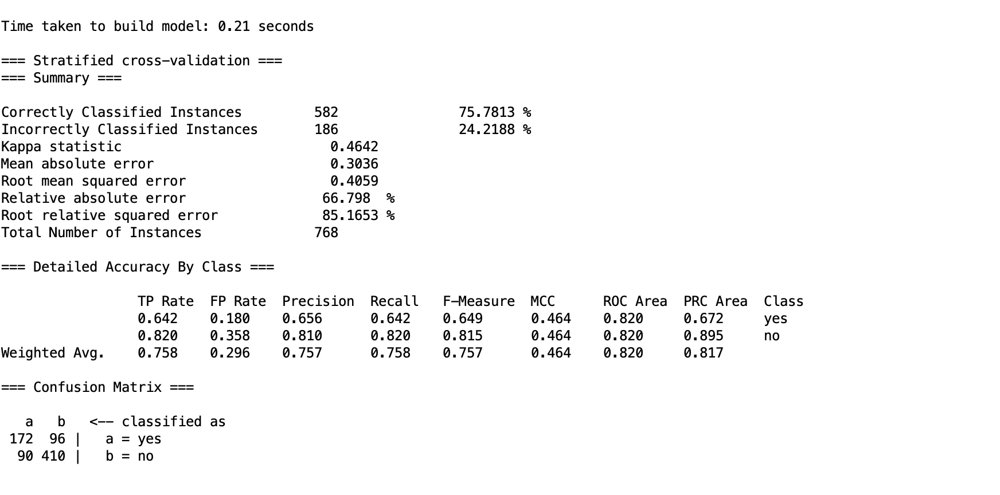 Time taken to build model: 0.21 seconds
=== Stratified cross-validation ===
=== Summary ===
Correctly Classified Instances         582               75.7813 %
Incorrectly Classified Instances       186               24.2188 %
Kappa statistic                          0.4642
Mean absolute error                      0.3036
Root mean squared error                  0.4059
Relative absolute error                 66.798  %
Root relative squared error             85.1653 %
Total Number of Instances              768
=== Detailed Accuracy By Class ===
                 TP Rate  FP Rate  Precision  Recall   F-Measure  MCC      ROC Area  PRC Area  Class
                 0.642    0.180    0.656      0.642    0.649      0.464    0.820     0.672     yes
                 0.820    0.358    0.810      0.820    0.815      0.464    0.820     0.895     no
Weighted Avg.    0.758    0.296    0.757      0.758    0.757      0.464    0.820     0.817
=== Confusion Matrix ===
   a   b   <-- classified as
 172  96 |   a = yes
  90 410 |   b = no